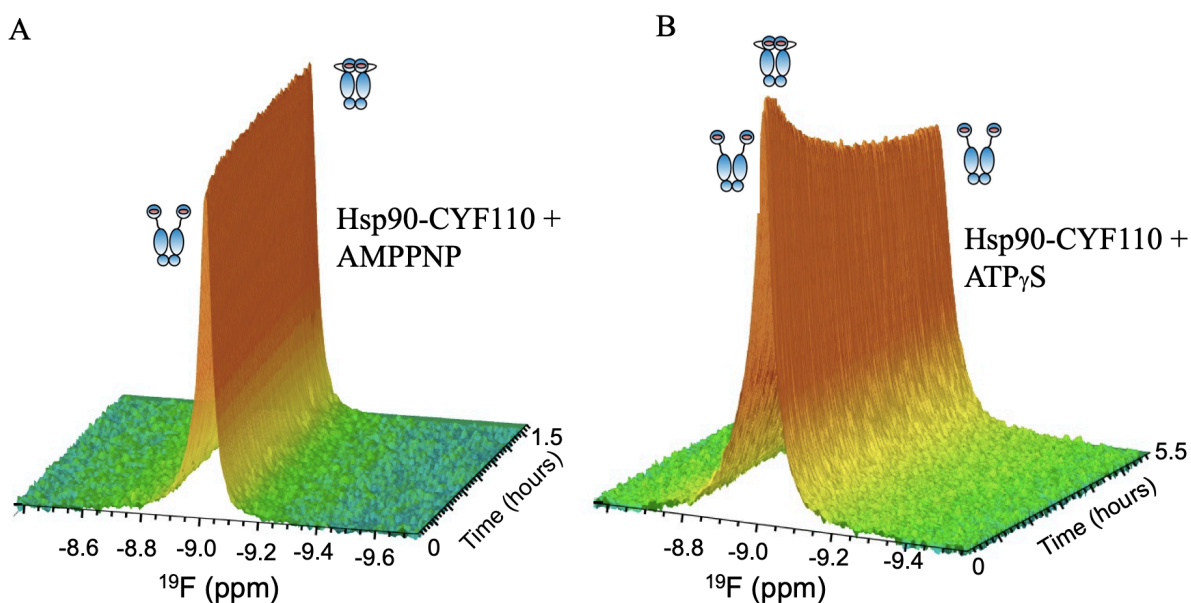 A
B
Hsp90-CYF110 +
AMPPNP
Hsp90-CYF110 +
ATPγS
-8.6 -8.8 -9.0 -9.2 -9.4 -9.6
¹⁹F (ppm)
0
Time (hours)
1.5
-8.8 -9.0 -9.2 -9.4
¹⁹F (ppm)
0
Time (hours)
5.5